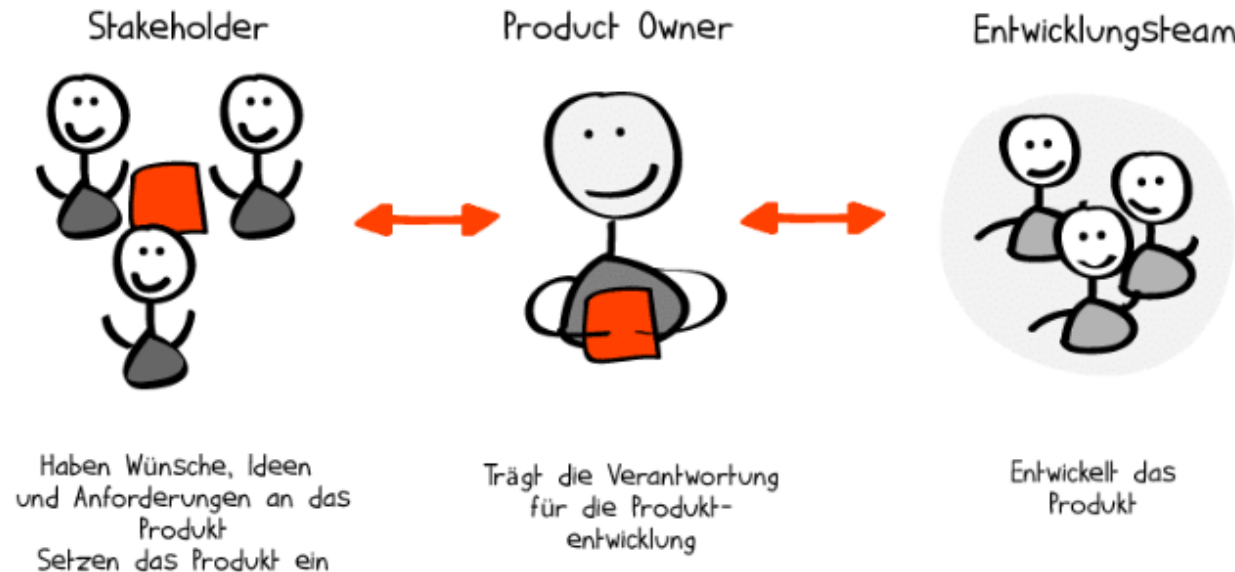 Stakeholder
Product Owner
Entwicklungsteam
Haben Wünsche, Ideen
und Anforderungen an das
Produkt
Setzen das Produkt ein
Trägt die Verantwortung
für die Produkt-
entwicklung
Entwickelt das
Produkt